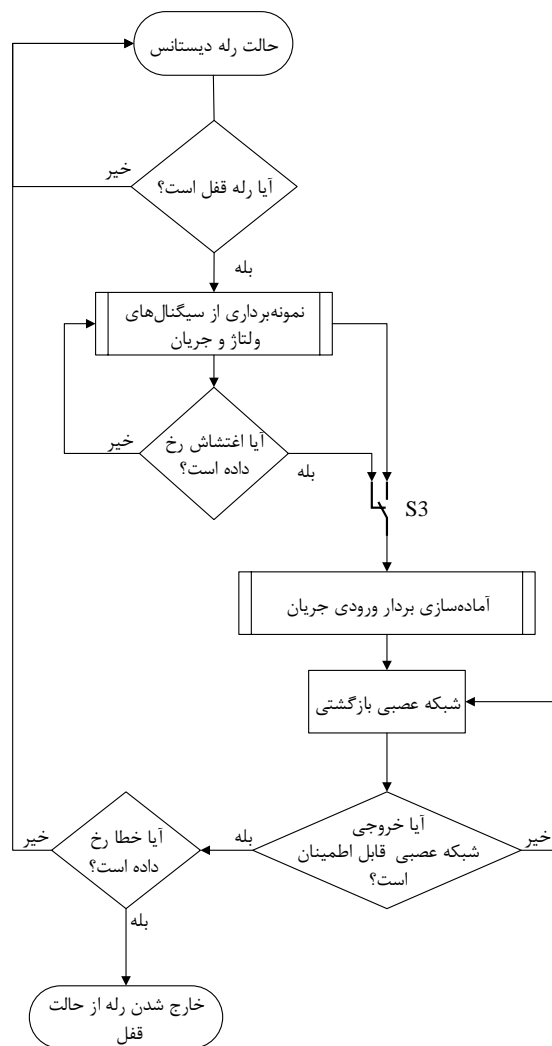 حالت رله دیستانس
خیر
آیا رله قفل است؟
بله
نمونه‌برداری از سیگنال‌های
ولتاژ و جریان
خیر
آیا اغتشاش رخ
داده است؟
بله
S3
آماده‌سازی بردار ورودی جریان
شبکه عصبی بازگشتی
خیر
آیا خطا رخ
داده است؟
بله
آیا خروجی
شبکه عصبی قابل اطمینان
است؟
خیر
بله
خارج شدن رله از حالت
قفل